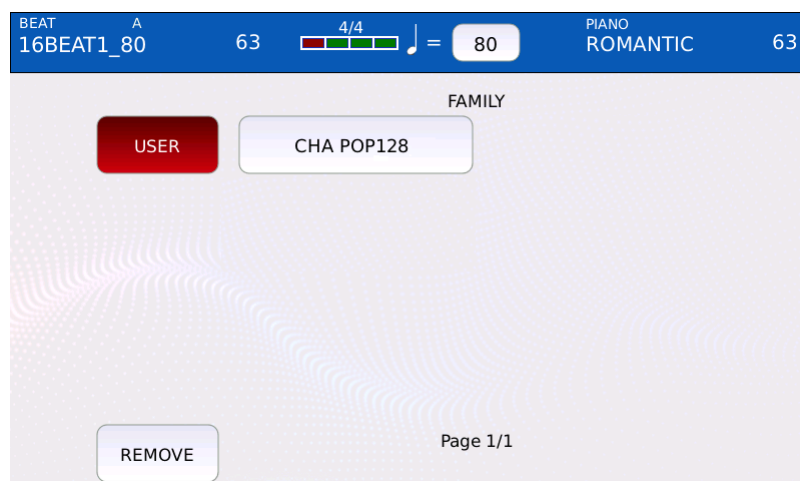 BEAT A
16BEAT1_80 63 4/4 = 80 PIANO
ROMANTIC 63
FAMILY
USER CHA POP128
REMOVE Page 1/1